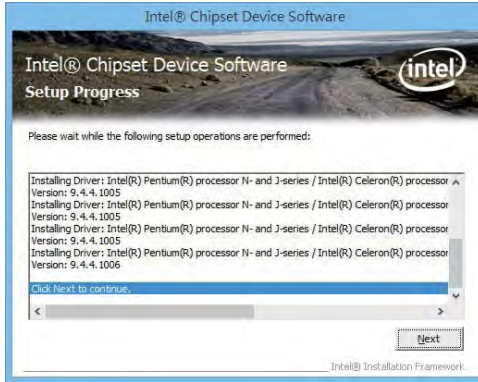 Intel® Chipset Device Software
Intel® Chipset Device Software
intel
Setup Progress
Please wait while the following setup operations are performed:
Installing Driver: Intel(R) Pentium(R) processor N- and J-series / Intel(R) Celeron(R) processor
Version: 9.4.4.1005
Installing Driver: Intel(R) Pentium(R) processor N- and J-series / Intel(R) Celeron(R) processor
Version: 9.4.4.1005
Installing Driver: Intel(R) Pentium(R) processor N- and J-series / Intel(R) Celeron(R) processor
Version: 9.4.4.1005
Installing Driver: Intel(R) Pentium(R) processor N- and J-series / Intel(R) Celeron(R) processor
Version: 9.4.4.1006
Click Next to continue.
Next
Intel® Installation Framework